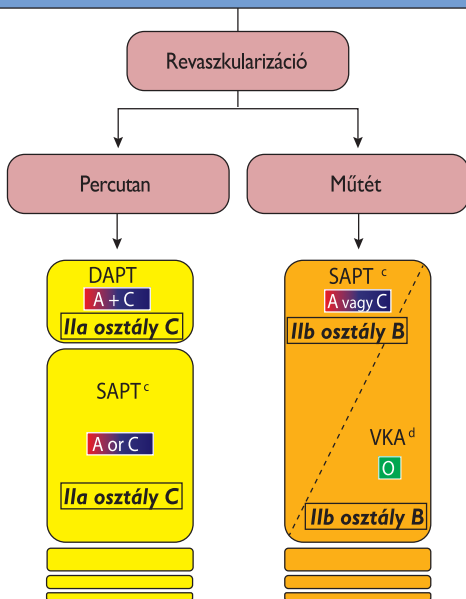 Revaszkularizáció
Percutan
Műtét
DAPT
A + C
IIa osztály C
SAPT c
A or C
IIa osztály C
SAPT c
A vagy C
IIb osztály B
VKA d
O
IIb osztály B